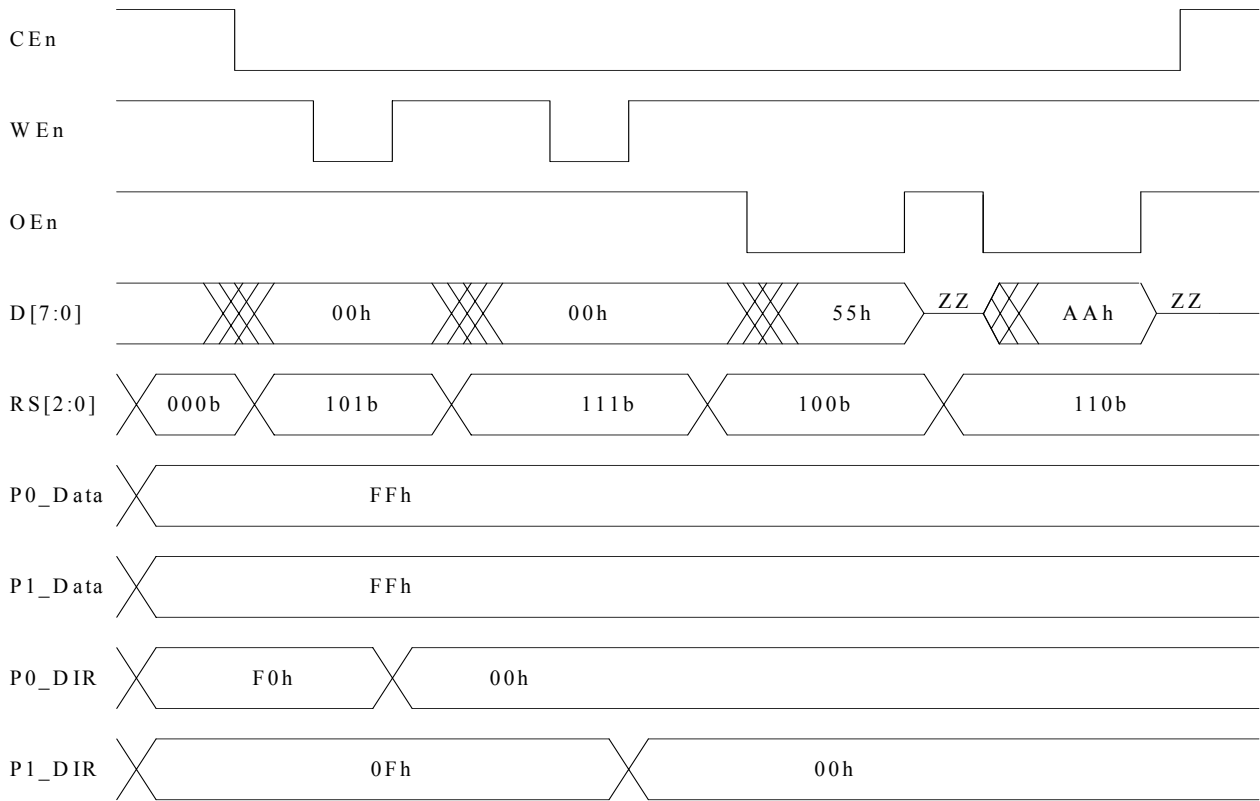 CEn
WEn
OEn
D[7:0] 00h 00h 55h ZZ AAh ZZ
RS[2:0] 000b 101b 111b 100b 110b
P0_Data FFh
P1_Data FFh
P0_DIR F0h 00h
P1_DIR 0Fh 00h